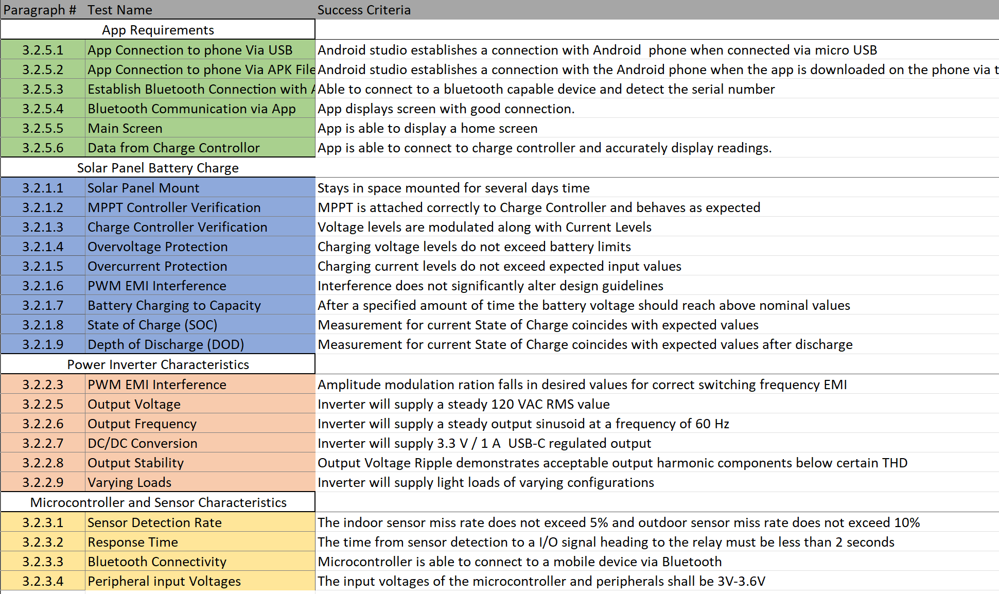 Paragraph # Test Name Success Criteria
App Requirements
3.2.5.1 App Connection to phone Via USB Android studio establishes a connection with Android  phone when connected via micro USB
3.2.5.2 App Connection to phone Via APK File Android studio establishes a connection with the Android phone when the app is downloaded on the phone via t
3.2.5.3 Establish Bluetooth Connection with A Able to connect to a bluetooth capable device and detect the serial number
3.2.5.4 Bluetooth Communication via App App displays screen with good connection.
3.2.5.5 Main Screen App is able to display a home screen
3.2.5.6 Data from Charge Controllor App is able to connect to charge controller and accurately display readings.
Solar Panel Battery Charge
3.2.1.1 Solar Panel Mount Stays in space mounted for several days time
3.2.1.2 MPPT Controller Verification MPPT is attached correctly to Charge Controller and behaves as expected
3.2.1.3 Charge Controller Verification Voltage levels are modulated along with Current Levels
3.2.1.4 Overvoltage Protection Charging voltage levels do not exceed battery limits
3.2.1.5 Overcurrent Protection Charging current levels do not exceed expected input values
3.2.1.6 PWM EMI Interference Interference does not significantly alter design guidelines
3.2.1.7 Battery Charging to Capacity After a specified amount of time the battery voltage should reach above nominal values
3.2.1.8 State of Charge (SOC) Measurement for current State of Charge coincides with expected values
3.2.1.9 Depth of Discharge (DOD) Measurement for current State of Charge coincides with expected values after discharge
Power Inverter Characteristics
3.2.2.3 PWM EMI Interference Amplitude modulation ration falls in desired values for correct switching frequency EMI
3.2.2.5 Output Voltage Inverter will supply a steady 120 VAC RMS value
3.2.2.6 Output Frequency Inverter will supply a steady output sinusoid at a frequency of 60 Hz
3.2.2.7 DC/DC Conversion Inverter will supply 3.3 V / 1 A  USB-C regulated output
3.2.2.8 Output Stability Output Voltage Ripple demonstrates acceptable output harmonic components below certain THD
3.2.2.9 Varying Loads Inverter will supply light loads of varying configurations
Microcontroller and Sensor Characteristics
3.2.3.1 Sensor Detection Rate The indoor sensor miss rate does not exceed 5% and outdoor sensor miss rate does not exceed 10%
3.2.3.2 Response Time The time from sensor detection to a I/O signal heading to the relay must be less than 2 seconds
3.2.3.3 Bluetooth Connectivity Microcontroller is able to connect to a mobile device via Bluetooth
3.2.3.4 Peripheral input Voltages The input voltages of the microcontroller and peripherals shall be 3V-3.6V